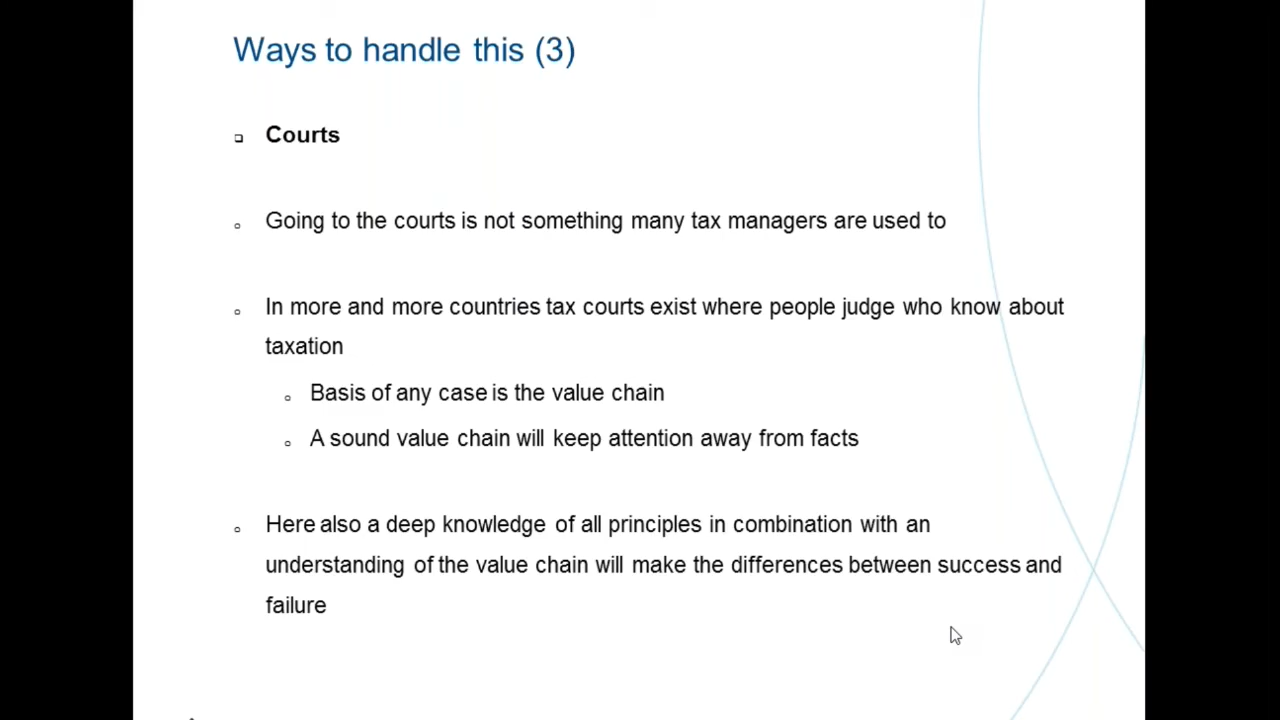 Ways to handle this (3)
Courts
Going to the courts is not something many tax managers are used to
In more and more countries tax courts exist where people judge who know about
taxation
Basis of any case is the value chain
A sound value chain will keep attention away from facts
Here also a deep knowledge of all principles in combination with an
understanding of the value chain will make the differences between success and
failure